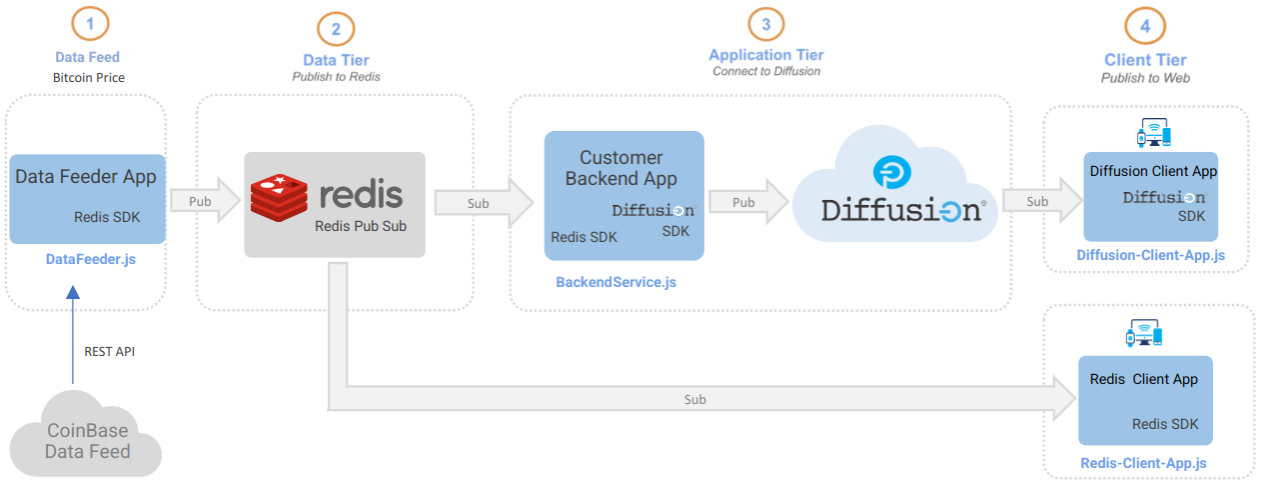 1
Data Feed
Bitcoin Price
2
Data Tier
Publish to Redis
3
Application Tier
Connect to Diffusion
4
Client Tier
Publish to Web
Data Feeder App
Redis SDK
DataFeeder.js
Pub
redis
Redis Pub Sub
Sub
Customer
Backend App
Diffusion
SDK
Redis SDK
BackendService.js
Pub
Diffusion®
Sub
Diffusion Client App
Diffusion
SDK
Diffusion-Client-App.js
REST API
CoinBase
Data Feed
Sub
Redis Client App
Redis SDK
Redis-Client-App.js